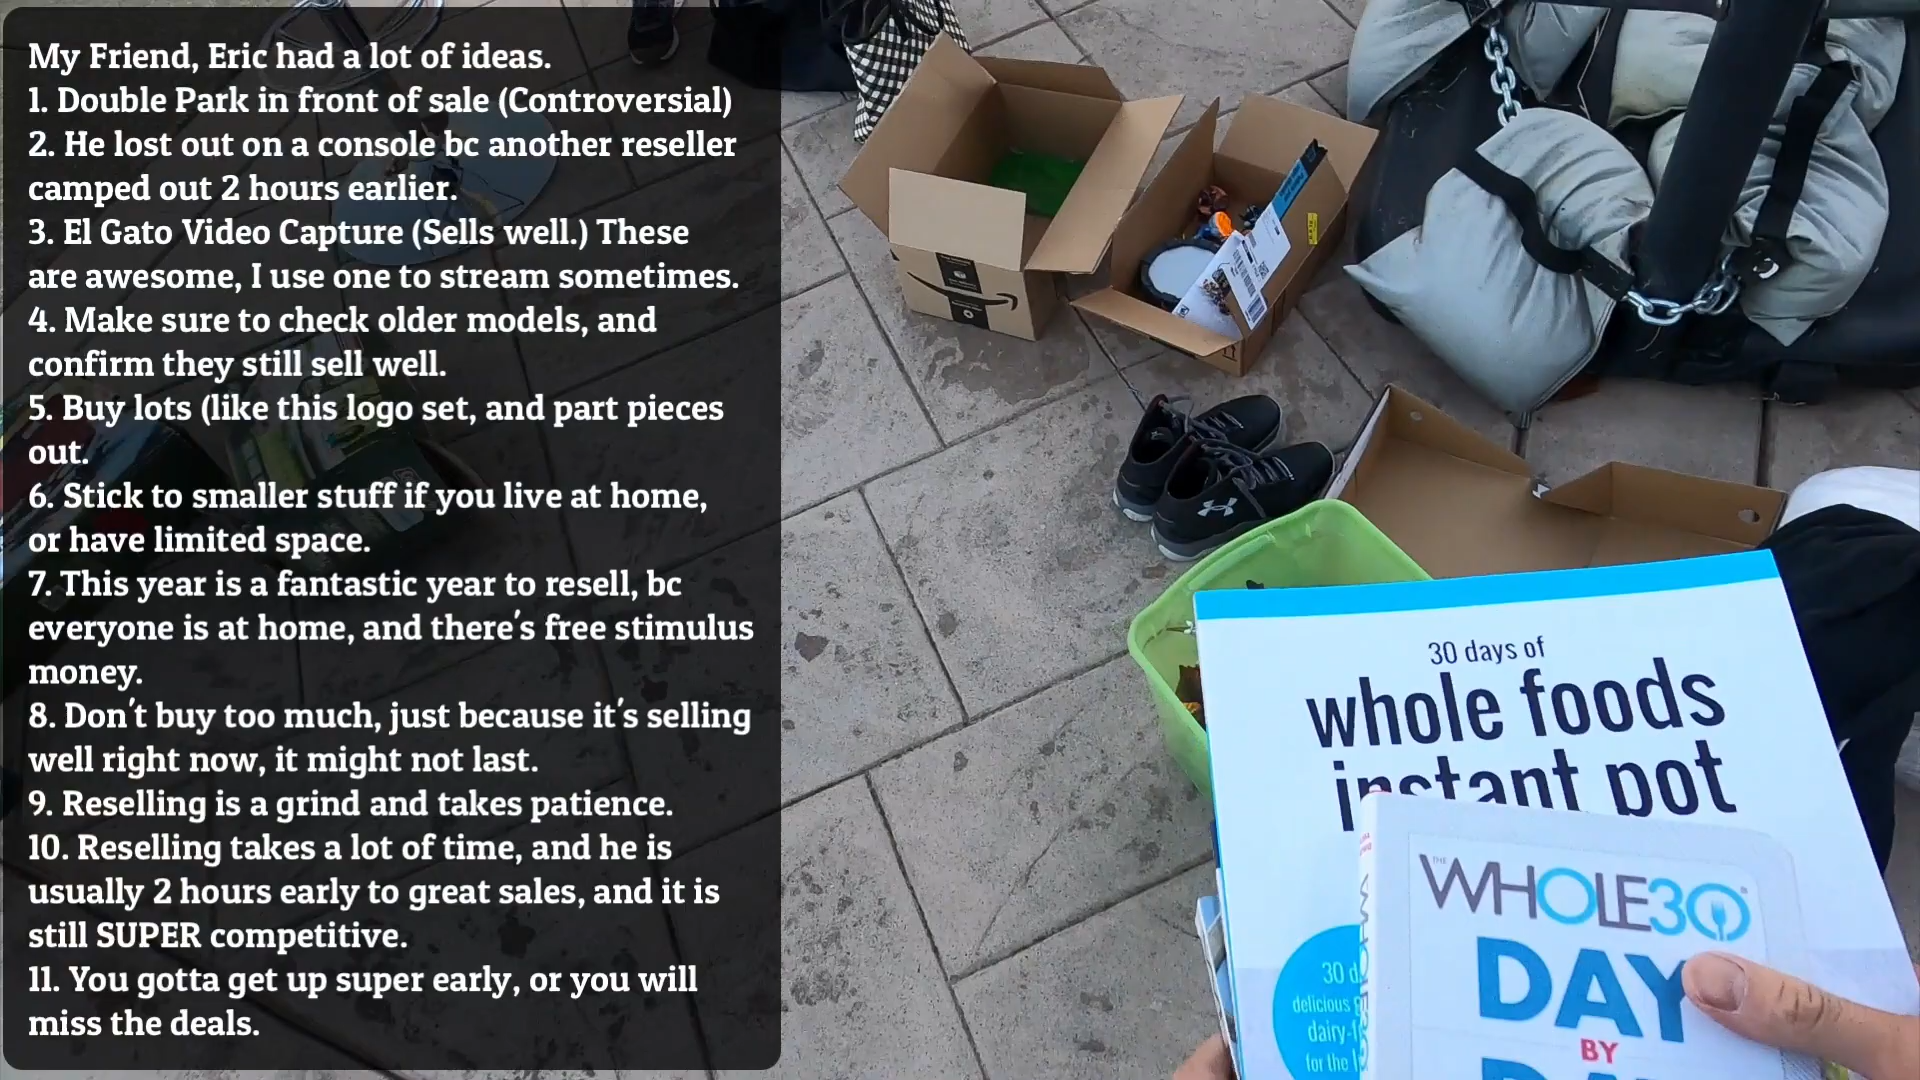 My Friend, Eric had a lot of ideas.
1. Double Park in front of sale (Controversial)
2. He lost out on a console bc another reseller
camped out 2 hours earlier.
3. El Gato Video Capture (Sells well.) These
are awesome, I use one to stream sometimes.
4. Make sure to check older models, and
confirm they still sell well.
5. Buy lots (like this logo set, and part pieces
out.
6. Stick to smaller stuff if you live at home,
or have limited space.
7. This year is a fantastic year to resell, bc
everyone is at home, and there's free stimulus
money.
8. Don't buy too much, just because it's selling
well right now, it might not last.
9. Reselling is a grind and takes patience.
10. Reselling takes a lot of time, and he is
usually 2 hours early to great sales, and it is
still SUPER competitive.
11. You gotta get up super early, or you will
miss the deals.
30 days of
whole foods
instant pot
30 d
delicious
dairy-f
for the
THE
WHOLE30
DAY
BY